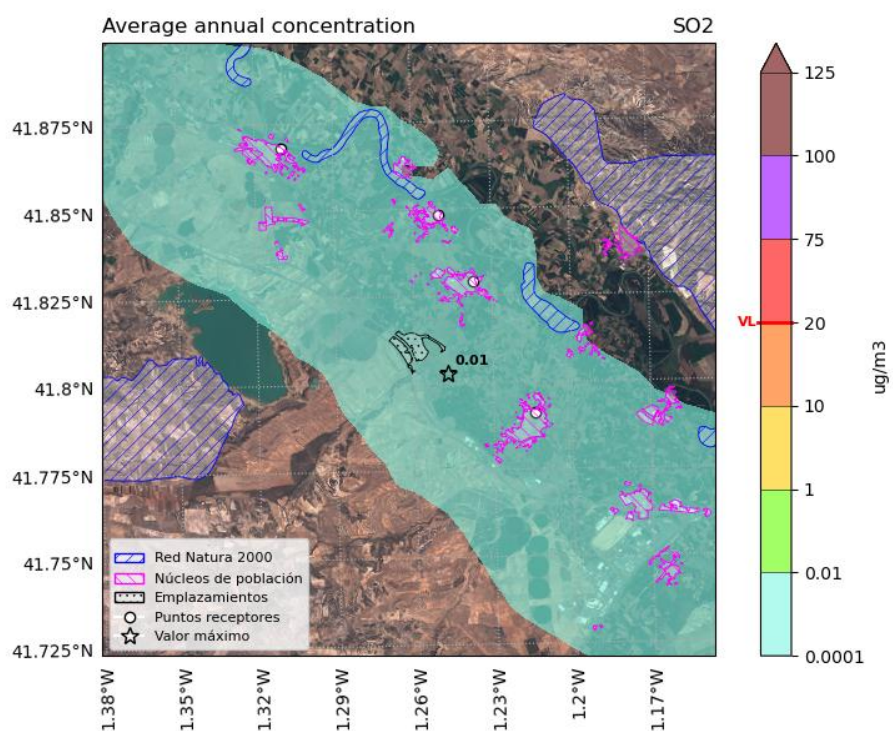 Average annual concentration SO2
41.875°N
41.85°N
41.825°N
41.8°N
41.775°N
41.75°N
41.725°N
0.01
Red Natura 2000
Núcleos de población
Emplazamientos
Puntos receptores
Valor máximo
1.38°W
1.35°W
1.32°W
1.29°W
1.26°W
1.23°W
1.2°W
1.17°W
125
100
75
VL 20
10
1
0.01
0.0001
ug/m3